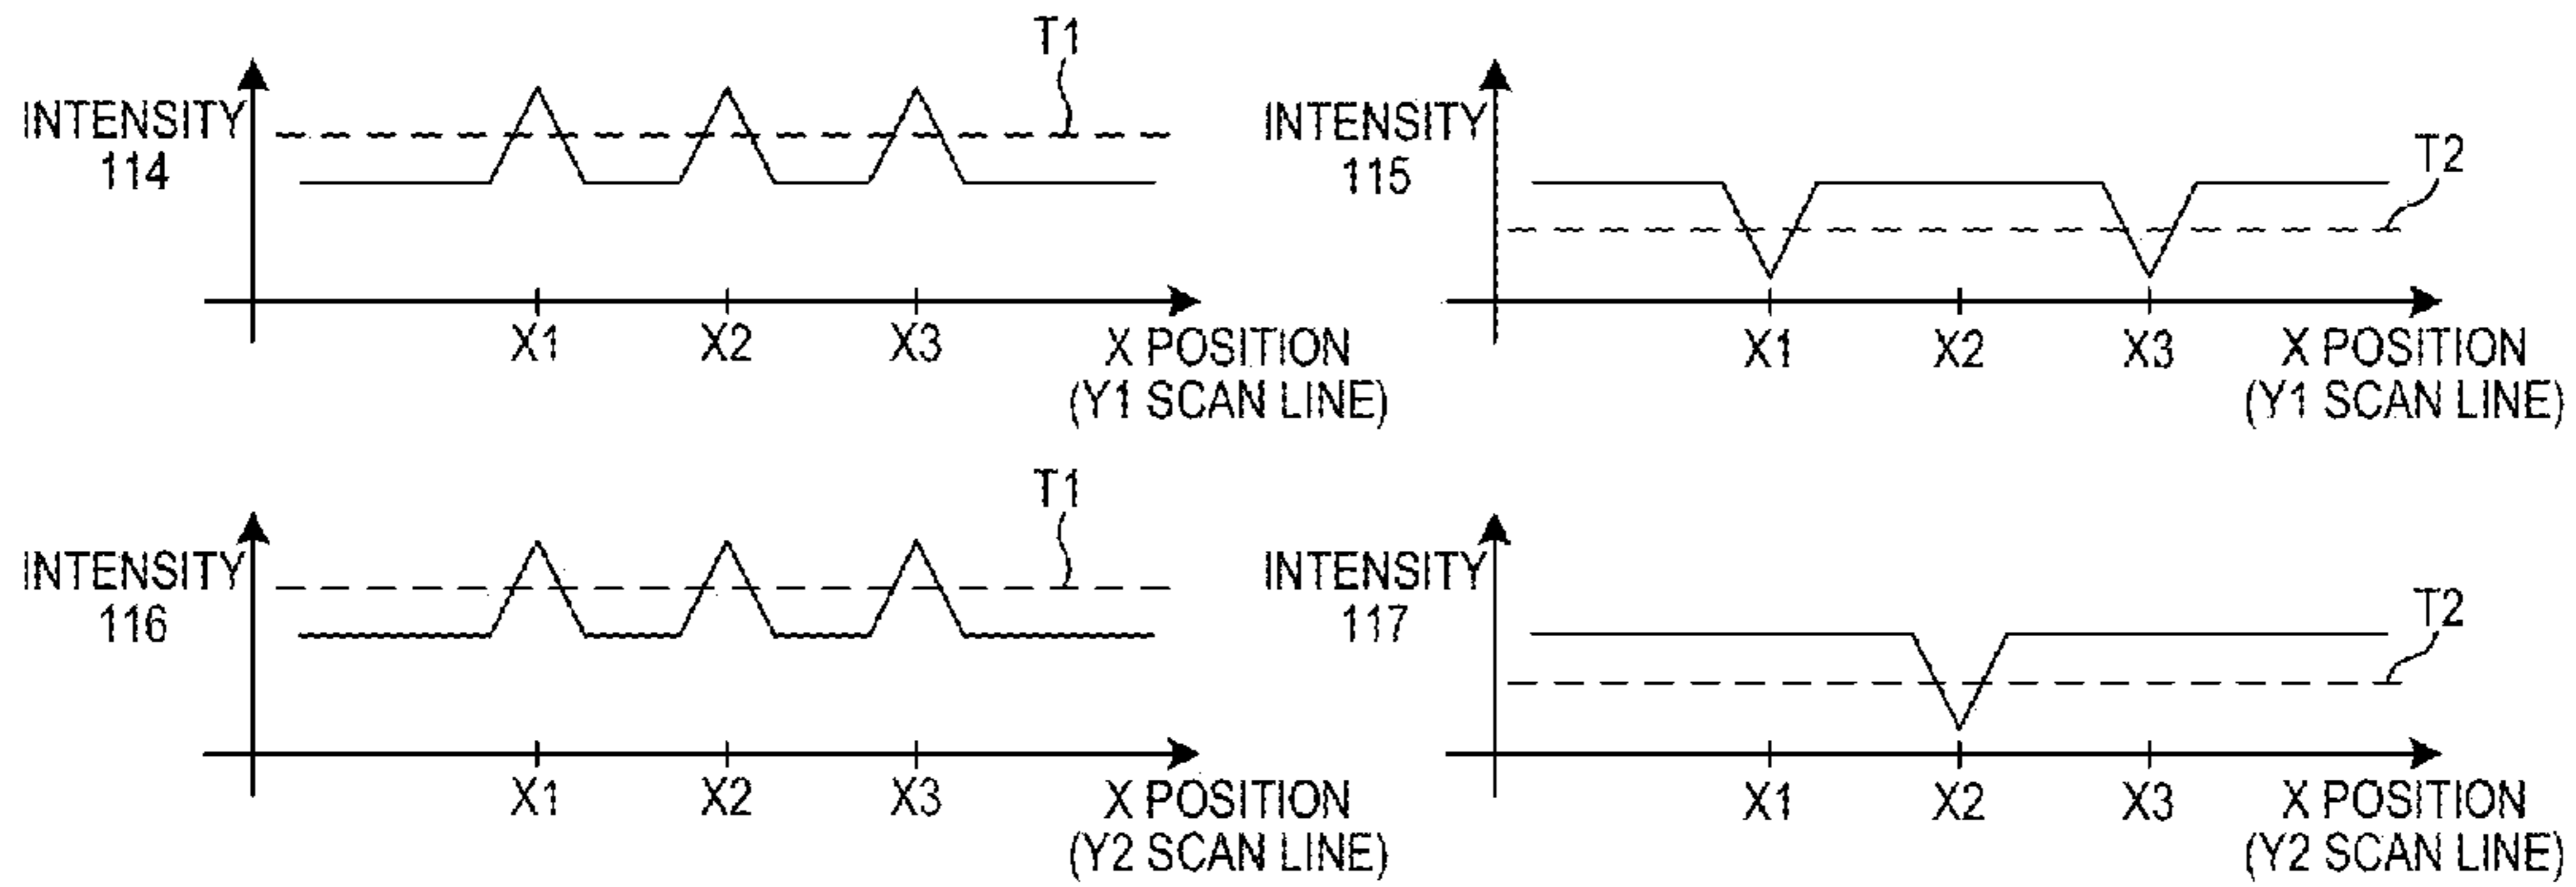 T1
INTENSITY
114
X1 X2 X3 X POSITION
(Y1 SCAN LINE)
INTENSITY
115
T2
X1 X2 X3 X POSITION
(Y1 SCAN LINE)
T1
INTENSITY
116
X1 X2 X3 X POSITION
(Y2 SCAN LINE)
INTENSITY
117
T2
X1 X2 X3 X POSITION
(Y2 SCAN LINE)